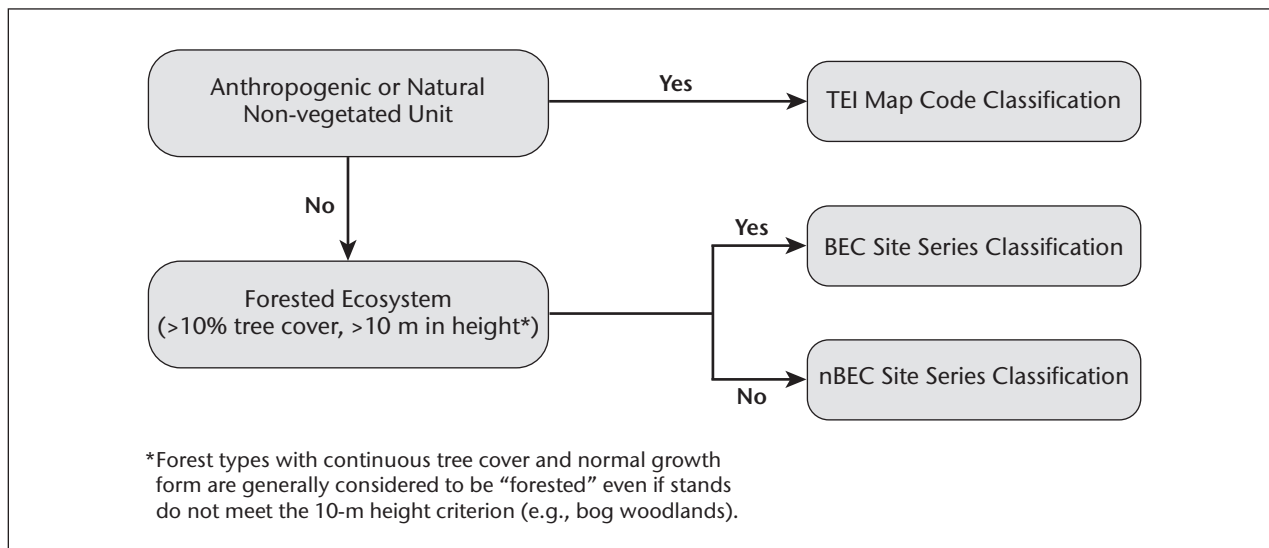 Anthropogenic or Natural
Non-vegetated Unit
Yes
TEI Map Code Classification
No
Yes
BEC Site Series Classification
Forested Ecosystem
(>10% tree cover, >10 m in height*)
nBEC Site Series Classification
No
*Forest types with continuous tree cover and normal growth
form are generally considered to be “forested” even if stands
do not meet the 10-m height criterion (e.g., bog woodlands).